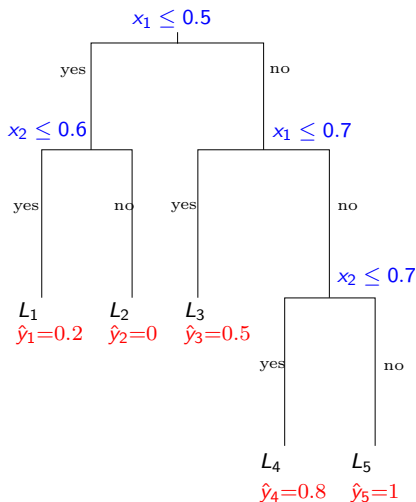 x₁ ≤ 0.5
yes
no
x₂ ≤ 0.6
x₁ ≤ 0.7
yes
no
yes
no
x₂ ≤ 0.7
L₁
L₂
L₃
ŷ₁=0.2
ŷ₂=0
ŷ₃=0.5
yes
no
L₄
L₅
ŷ₄=0.8
ŷ₅=1